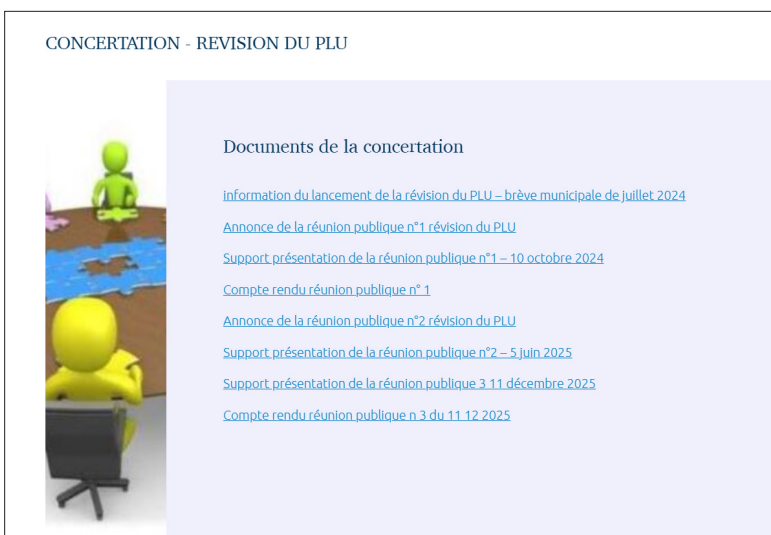 CONCERTATION - REVISION DU PLU
Documents de la concertation
information du lancement de la révision du PLU – brève municipale de juillet 2024
Annonce de la réunion publique n°1 révision du PLU
Support présentation de la réunion publique n°1 – 10 octobre 2024
Compte rendu réunion publique n° 1
Annonce de la réunion publique n°2 révision du PLU
Support présentation de la réunion publique n°2 – 5 juin 2025
Support présentation de la réunion publique 3 11 décembre 2025
Compte rendu réunion publique n 3 du 11 12 2025